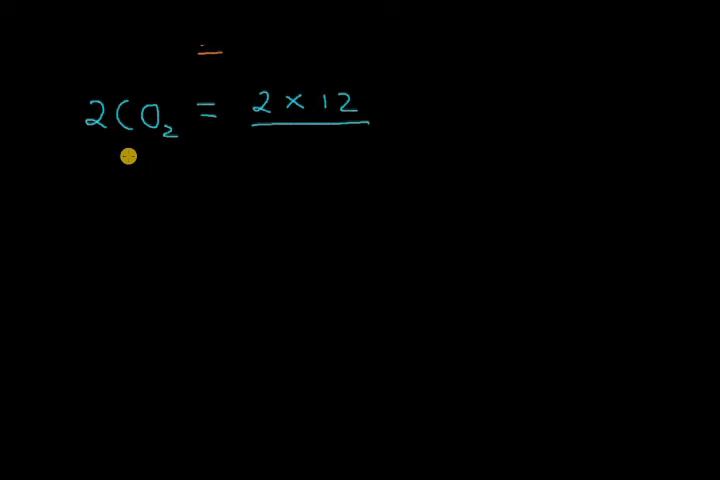 2CO₂ = 2 × 12